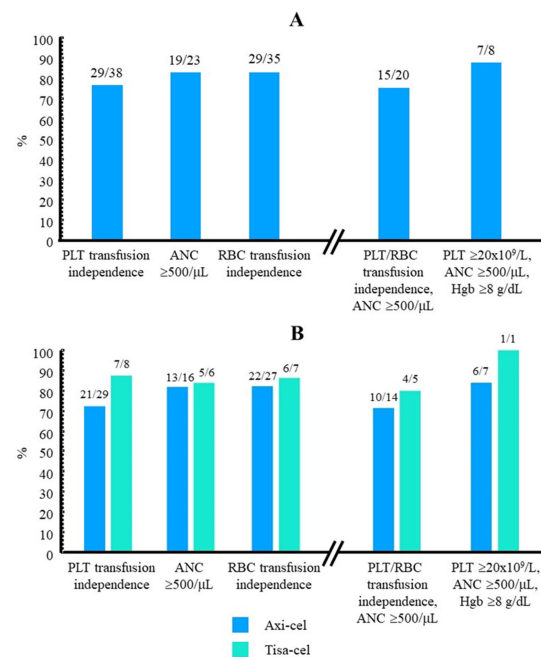 A
100
90
80
70
60
50
40
30
20
10
0
%
29/38
19/23
29/35
15/20
7/8
PLT transfusion
independence
ANC
≥500/µL
RBC transfusion
independence
PLT/RBC
transfusion
independence,
ANC ≥500/µL
PLT ≥20x10⁹/L,
ANC ≥500/µL,
Hgb ≥8 g/dL
B
100
90
80
70
60
50
40
30
20
10
0
%
21/29
7/8
13/16
5/6
22/27
6/7
10/14
4/5
6/7
1/1
PLT transfusion
independence
ANC
≥500/µL
RBC transfusion
independence
PLT/RBC
transfusion
independence,
ANC ≥500/µL
PLT ≥20x10⁹/L,
ANC ≥500/µL,
Hgb ≥8 g/dL
Axi-cel
Tisa-cel